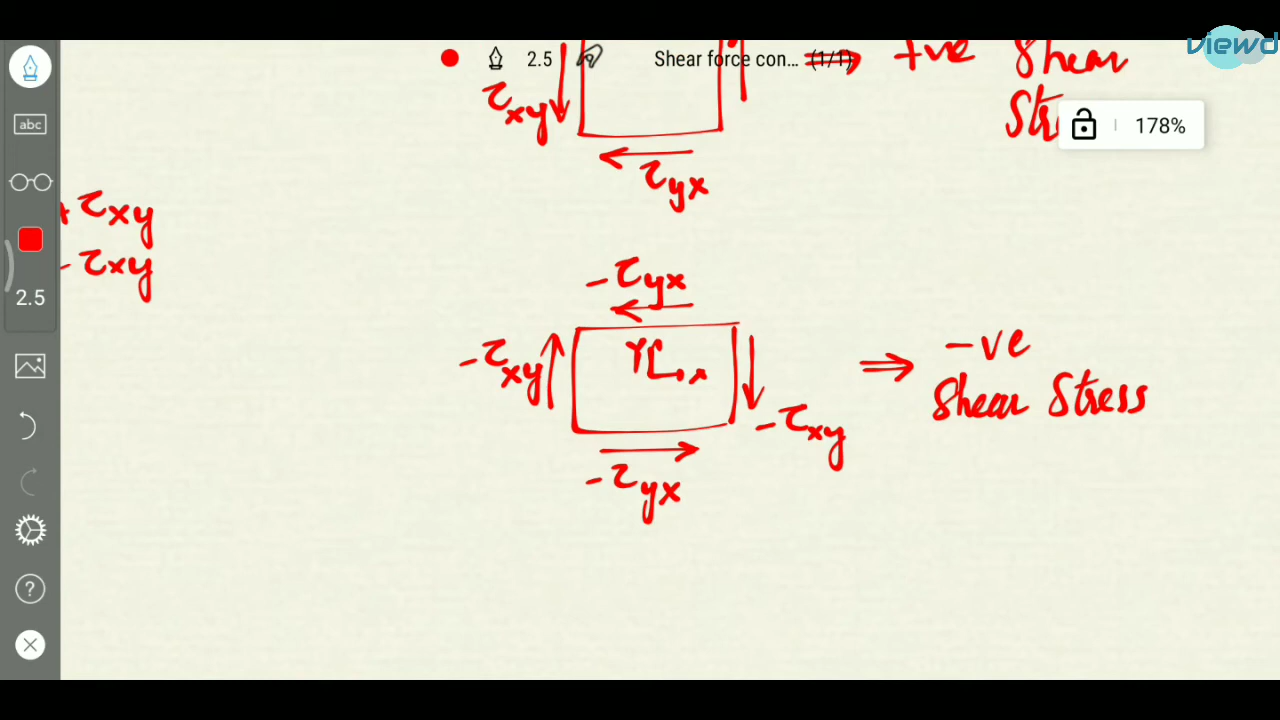 viewd
2.5 Shear force con... (1/1)
⇒ +ve Shear
τxy
abc
178%
τyx
+τxy
-τxy
-τyx
2.5
-τxy
⇒ -ve
Shear Stress
-τxy
-τyx
?